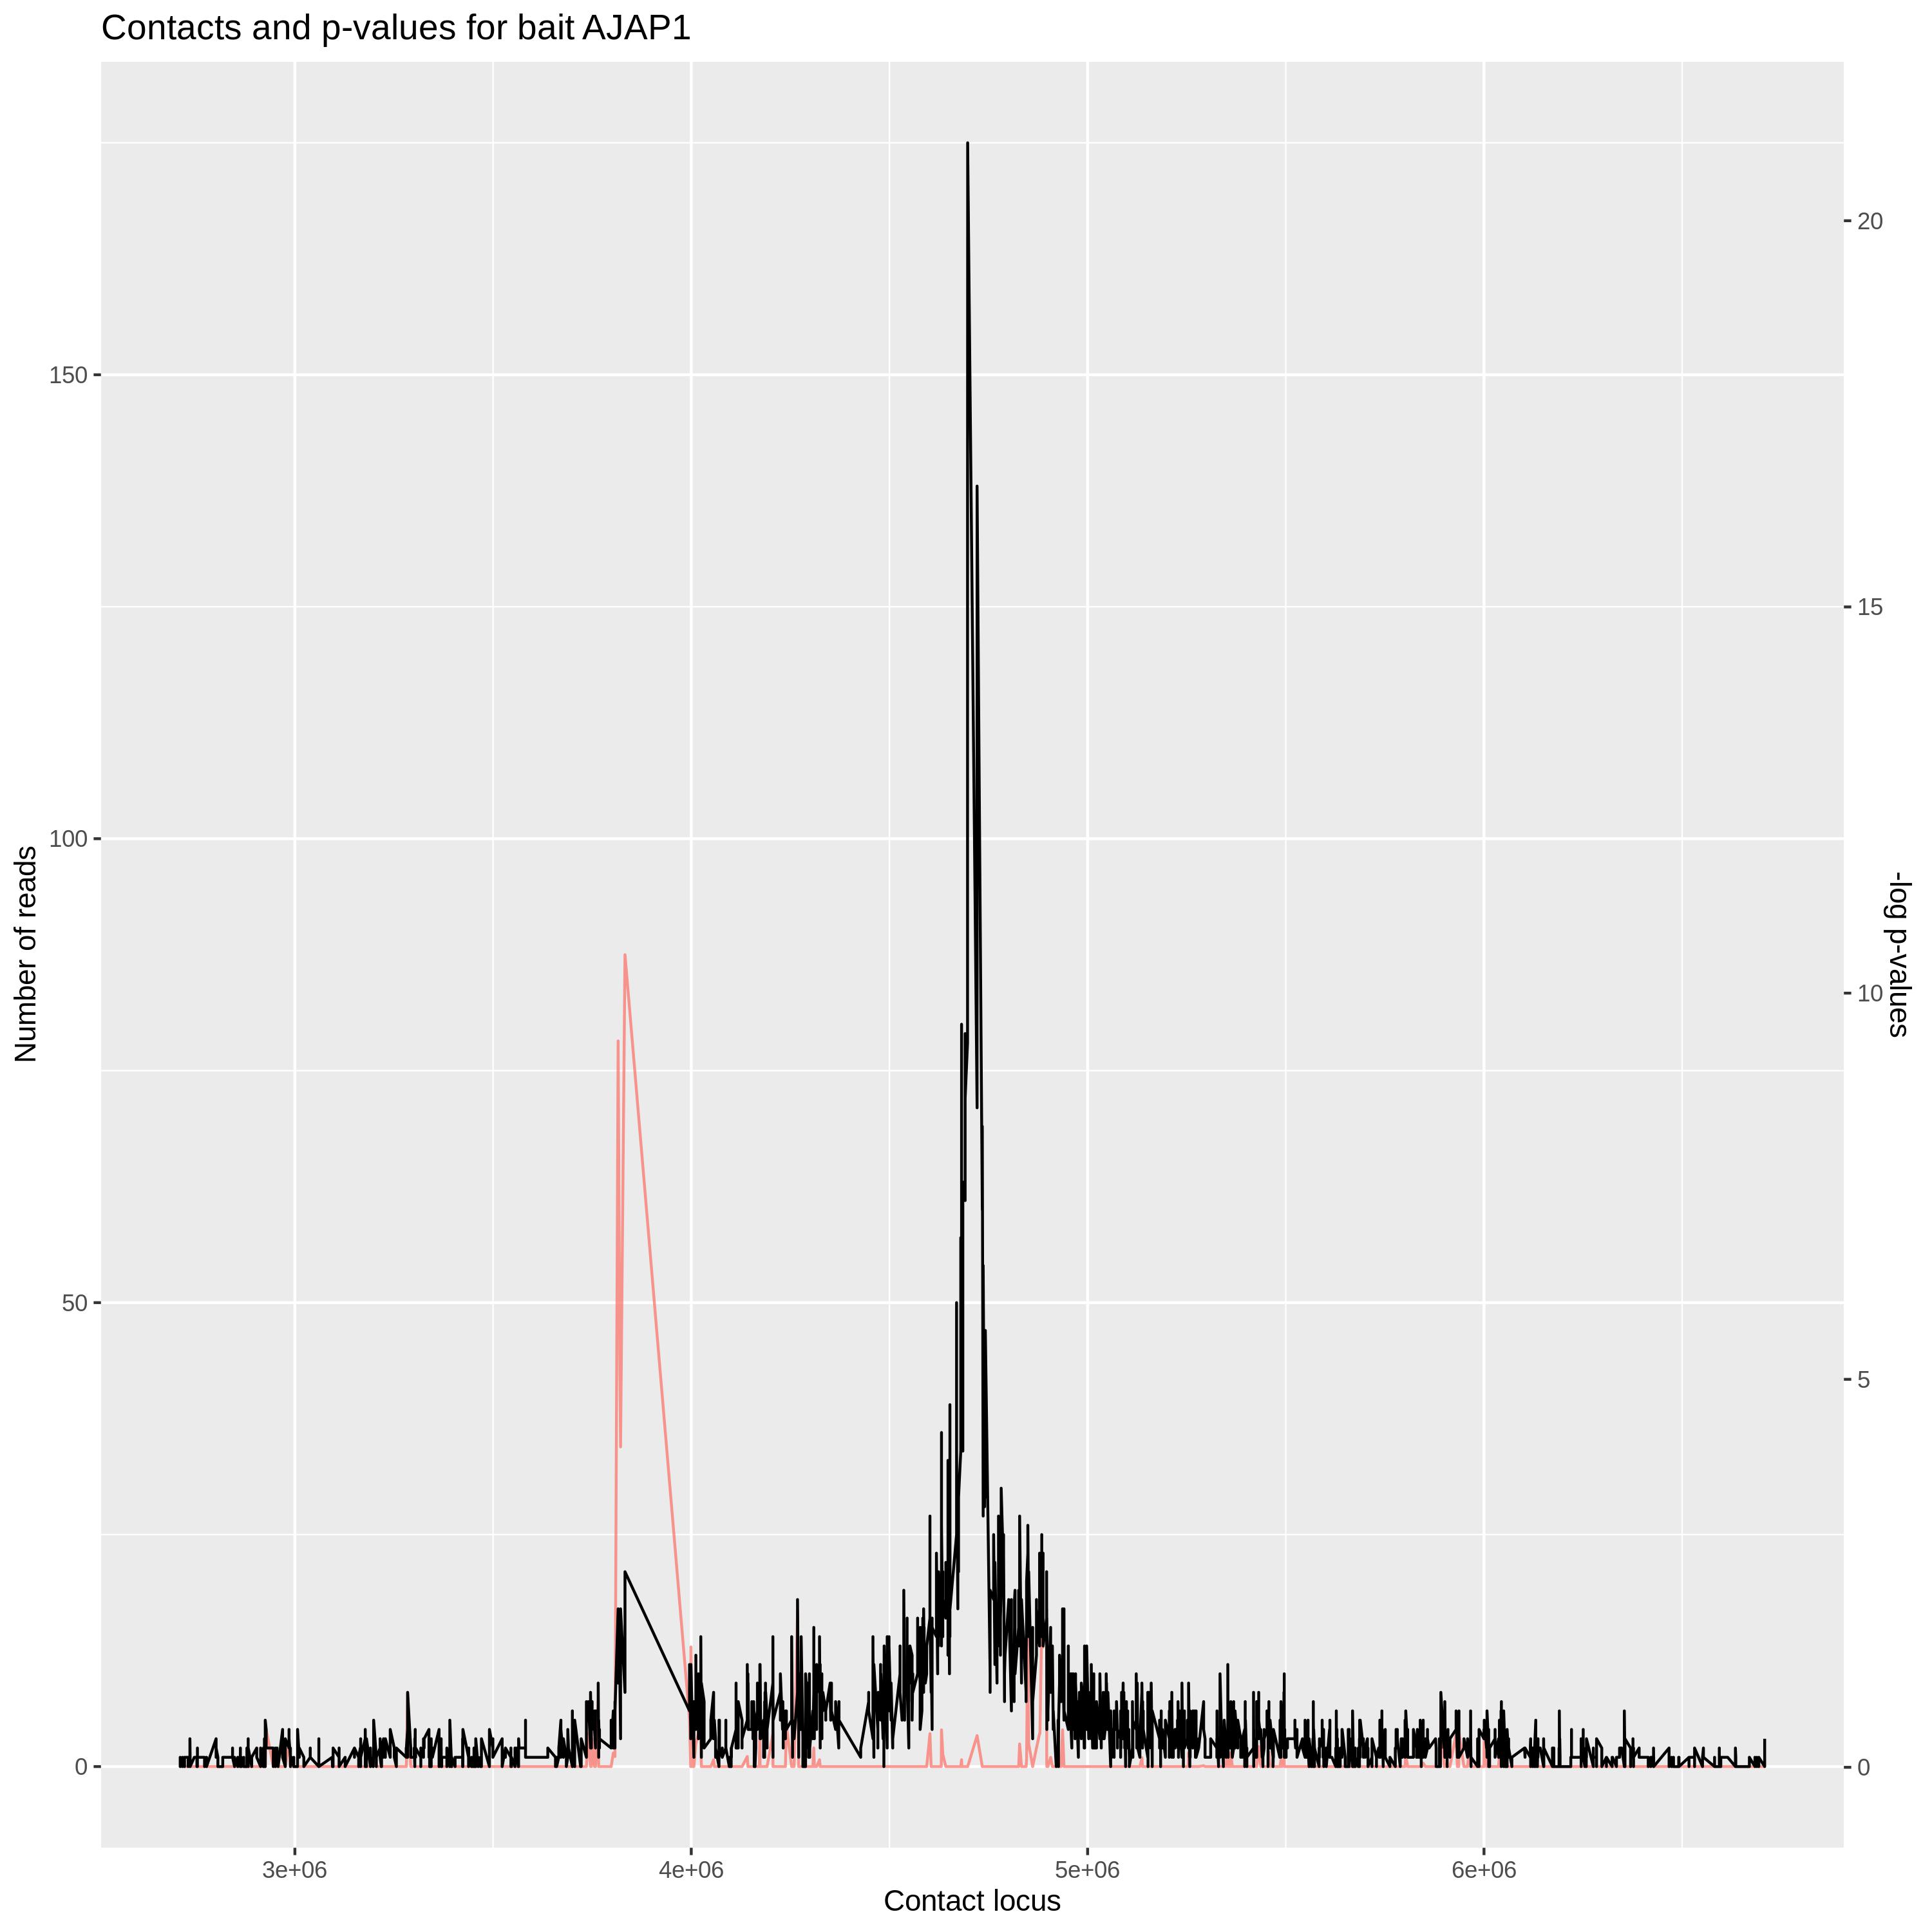 Contacts and p-values for bait AJAP1
Number of reads
150
100
50
0
20
15
10
5
0
-log p-values
3e+06
4e+06
5e+06
6e+06
Contact locus